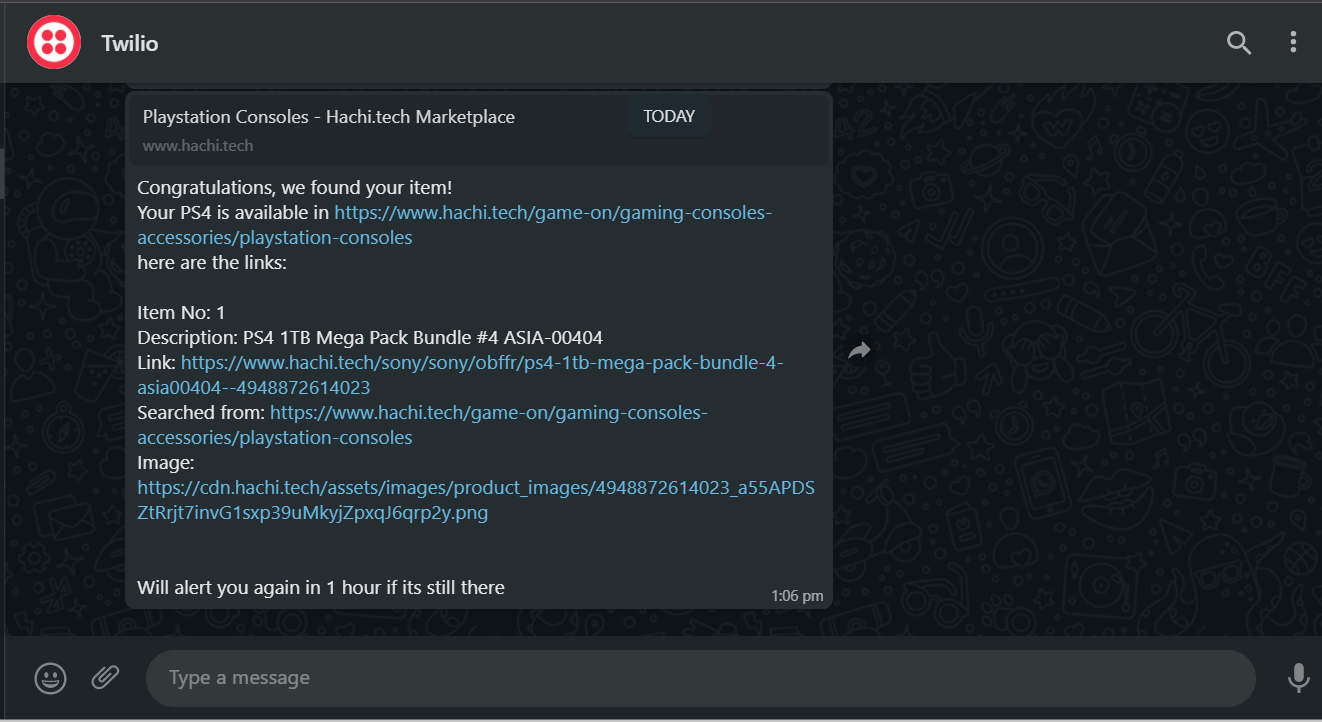 Twilio
Playstation Consoles - Hachi.tech Marketplace
TODAY
www.hachi.tech
Congratulations, we found your item!
Your PS4 is available in https://www.hachi.tech/game-on/gaming-consoles-
accessories/playstation-consoles
here are the links:
Item No: 1
Description: PS4 1TB Mega Pack Bundle #4 ASIA-00404
Link: https://www.hachi.tech/sony/sony/obffr/ps4-1tb-mega-pack-bundle-4-
asia00404--4948872614023
Searched from: https://www.hachi.tech/game-on/gaming-consoles-
accessories/playstation-consoles
Image:
https://cdn.hachi.tech/assets/images/product_images/4948872614023_a55APDS
ZtRrjt7invG1sxp39uMkyjZpxqJ6qrp2y.png
Will alert you again in 1 hour if its still there
1:06 pm
Type a message